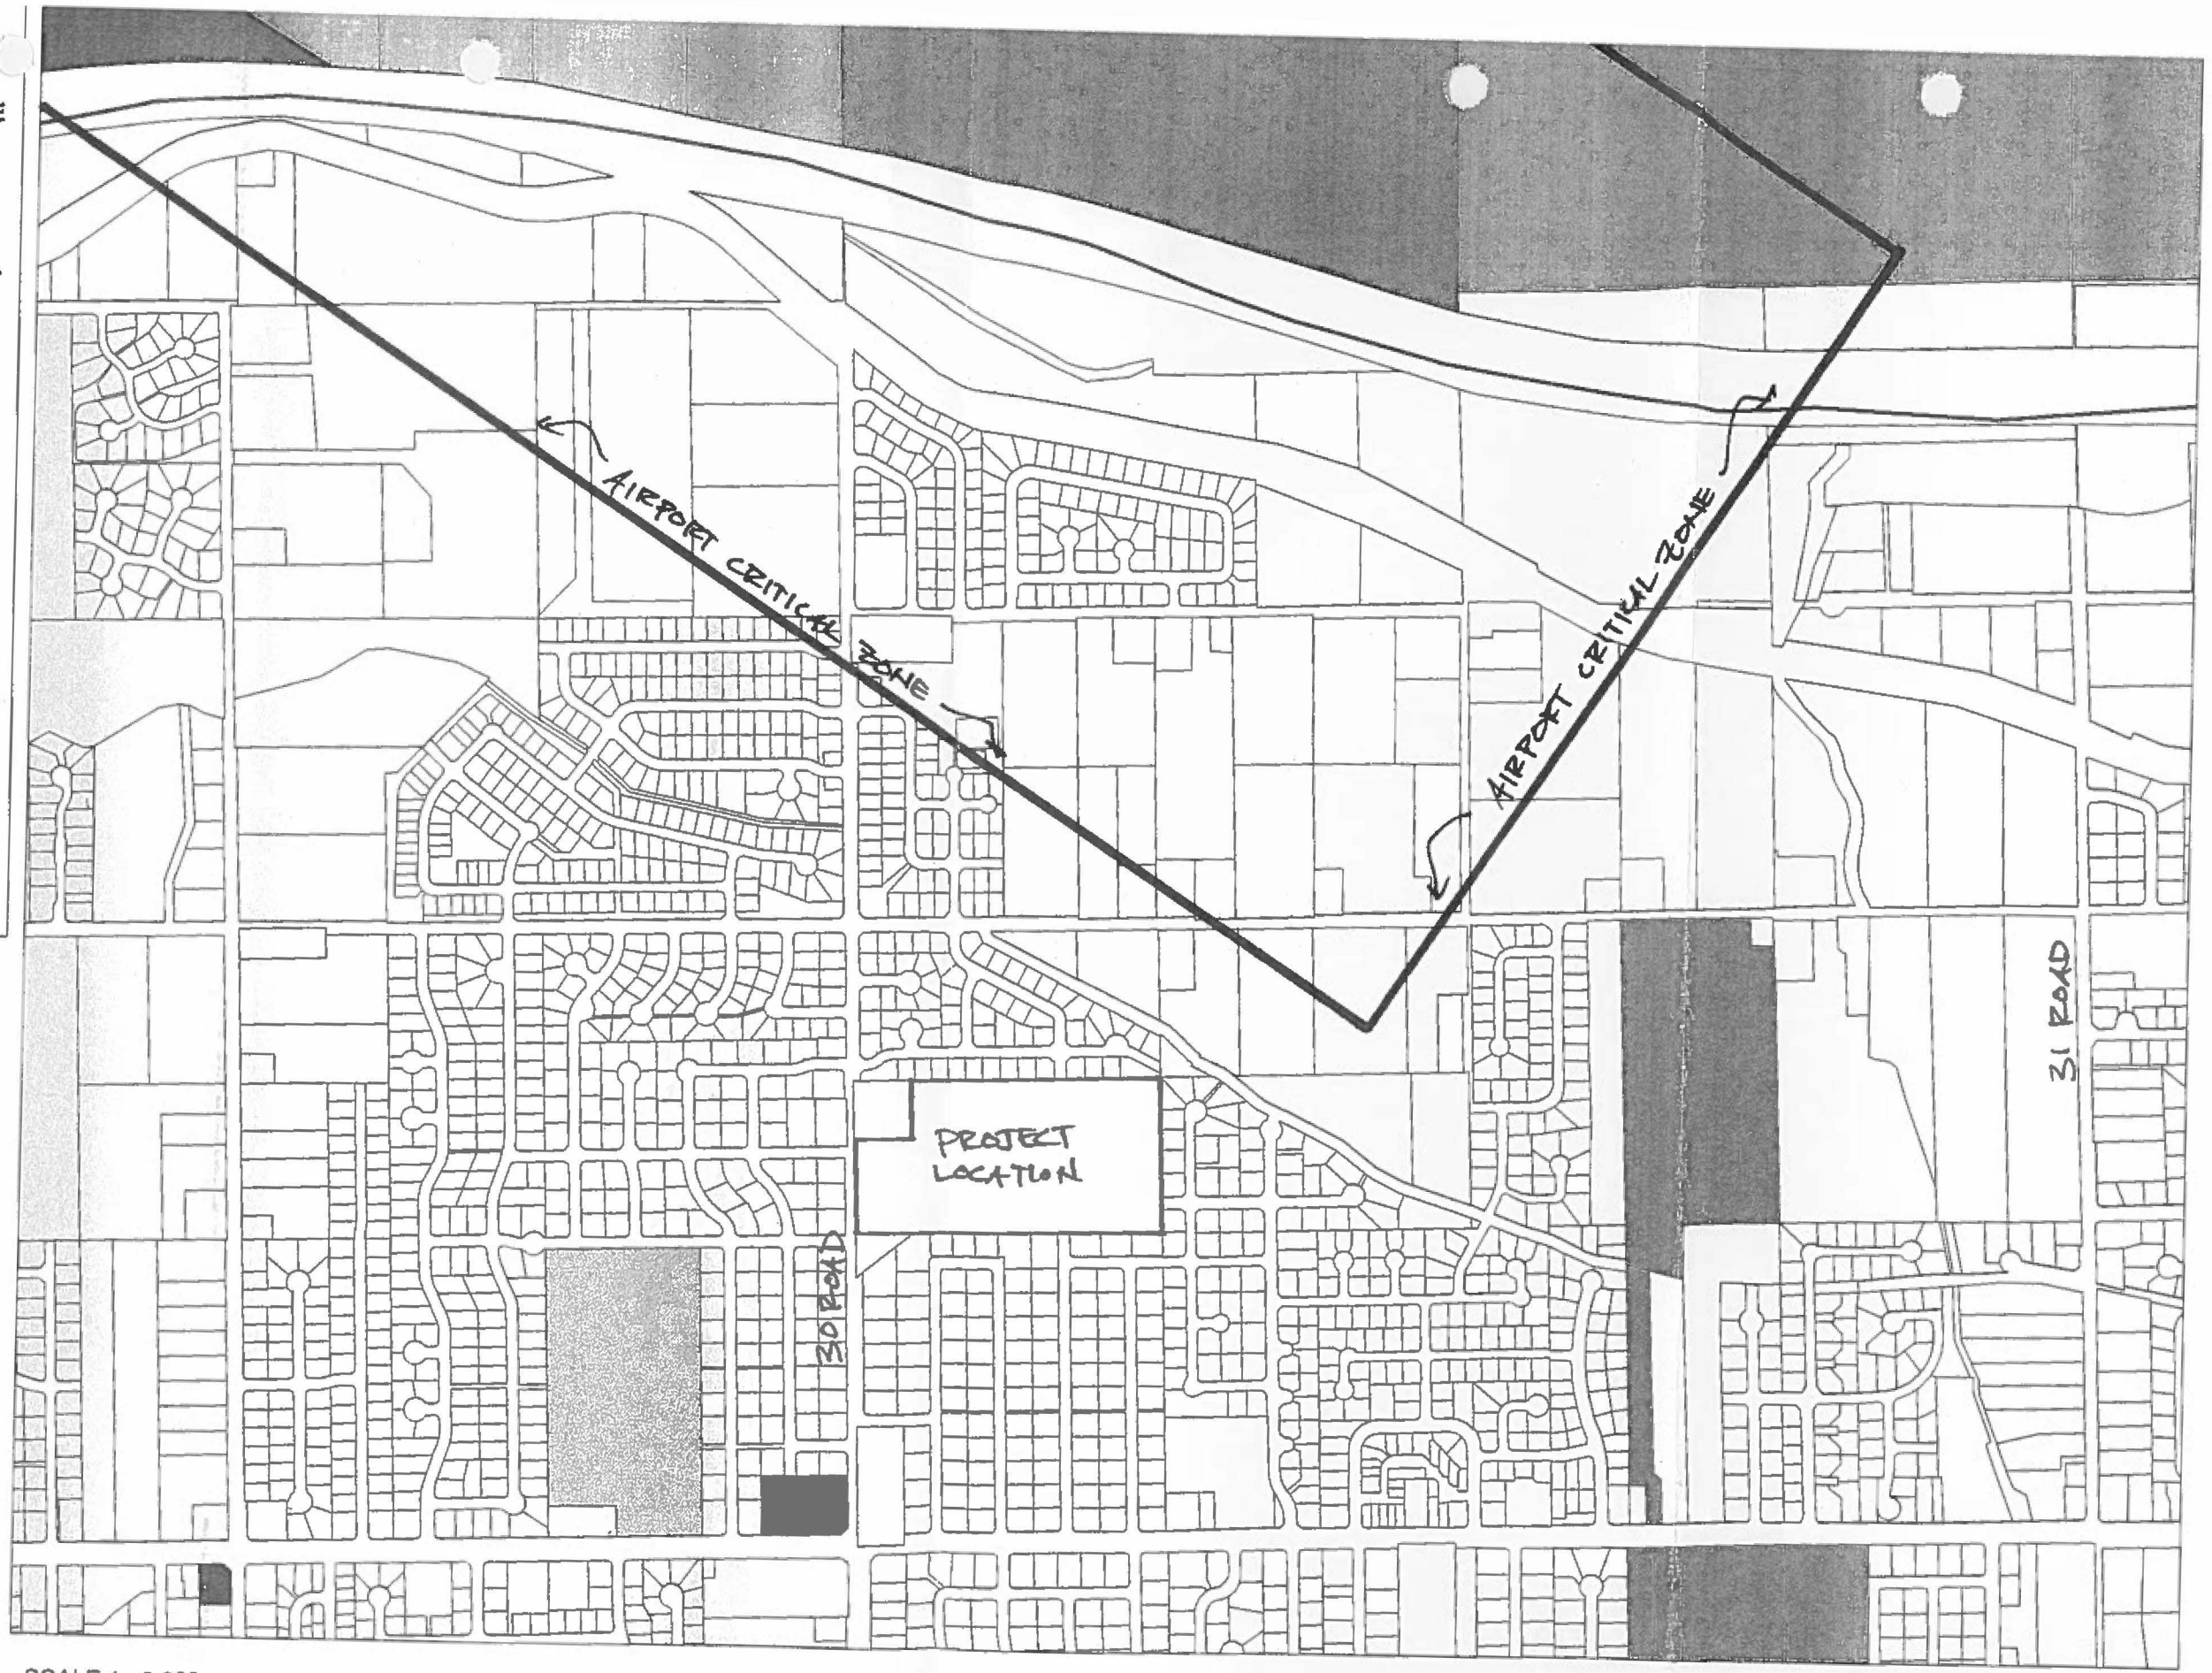 AIRPORT CRITICAL ZONE
AIRPORT CRITICAL ZONE
31 ROAD
PROJECT
LOCATION
30 ROAD